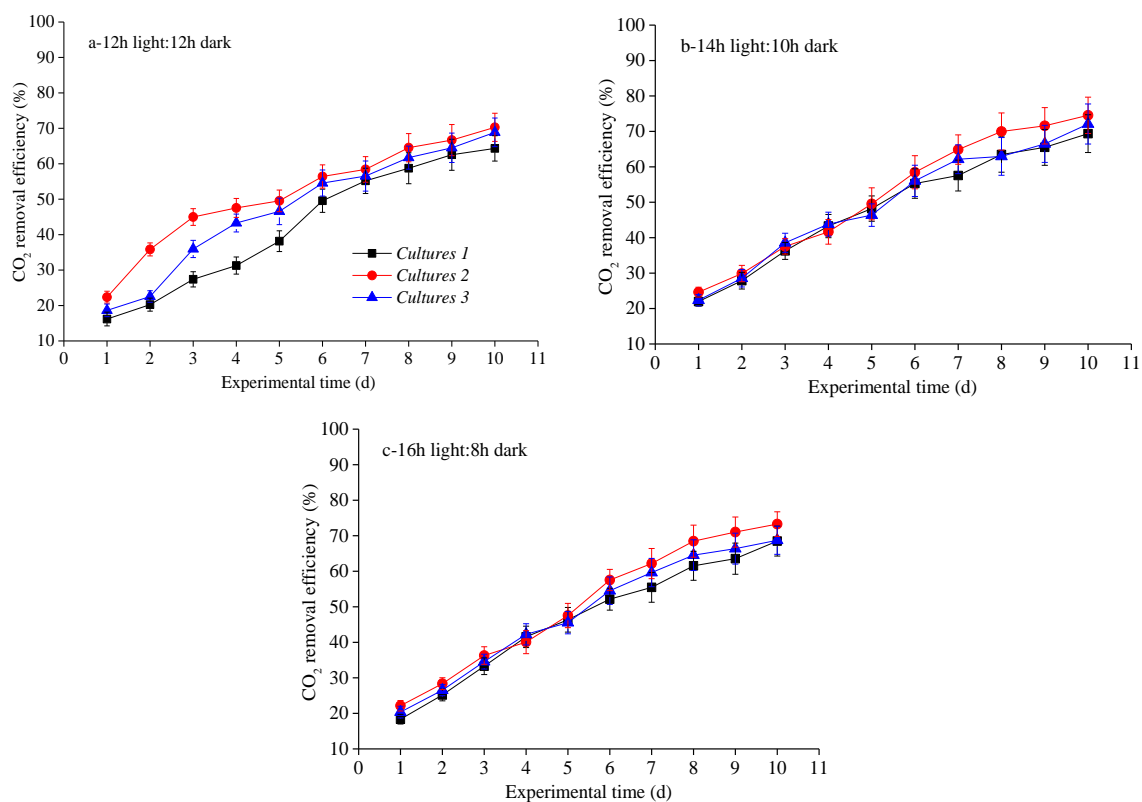 a-12h light:12h dark
CO2 removal efficiency (%)
100
90
80
70
60
50
40
30
20
10
Cultures 1
Cultures 2
Cultures 3
0 1 2 3 4 5 6 7 8 9 10 11
Experimental time (d)
b-14h light:10h dark
CO2 removal efficiency (%)
100
90
80
70
60
50
40
30
20
10
0 1 2 3 4 5 6 7 8 9 10 11
Experimental time (d)
c-16h light:8h dark
CO2 removal efficiency (%)
100
90
80
70
60
50
40
30
20
10
0 1 2 3 4 5 6 7 8 9 10 11
Experimental time (d)